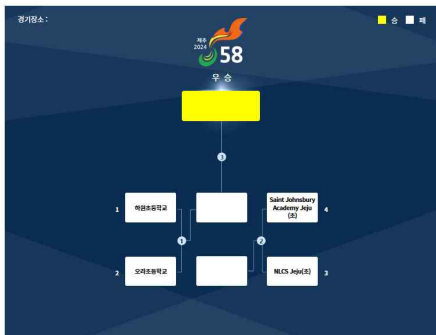 경기장소 :
승 패
제주
2024
58
우 승
3
1 하원초등학교
Saint Johnsbury
Academy Jeju
(초) 4
1
2
2 오라초등학교
NLCS Jeju(초) 3